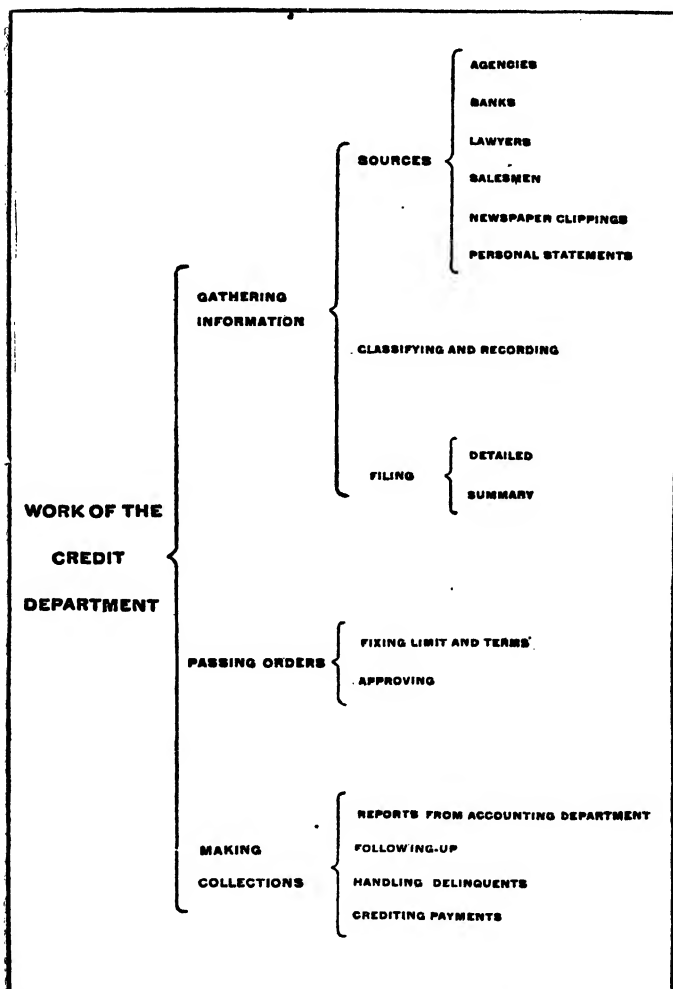 WORK OF THE
CREDIT
DEPARTMENT
GATHERING
INFORMATION
SOURCES
AGENCIES
BANKS
LAWYERS
SALESMEN
NEWSPAPER CLIPPINGS
PERSONAL STATEMENTS
CLASSIFYING AND RECORDING
FILING
DETAILED
SUMMARY
PASSING ORDERS
FIXING LIMIT AND TERMS
APPROVING
MAKING
COLLECTIONS
REPORTS FROM ACCOUNTING DEPARTMENT
FOLLOWING-UP
HANDLING DELINQUENTS
CREDITING PAYMENTS